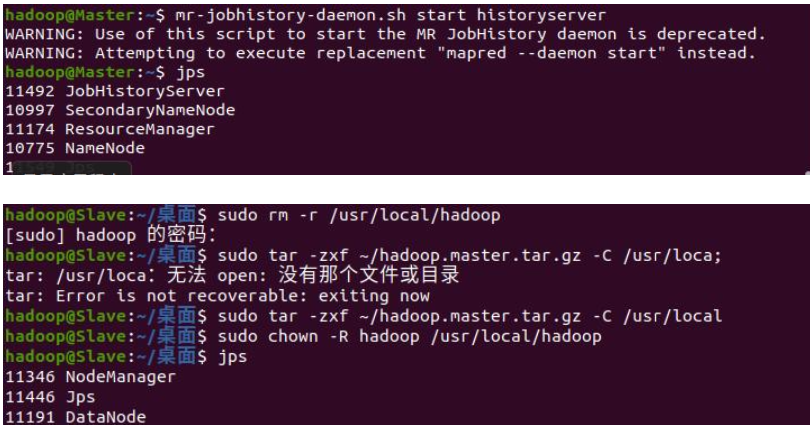 hadoop@Master:~$ mr-jobhistory-daemon.sh start historyserver
WARNING: Use of this script to start the MR JobHistory daemon is deprecated.
WARNING: Attempting to execute replacement "mapred --daemon start" instead.
hadoop@Master:~$ jps
11492 JobHistoryServer
10997 SecondaryNameNode
11174 ResourceManager
10775 NameNode
hadoop@Slave:~/桌面$ sudo rm -r /usr/local/hadoop
[sudo] hadoop 的密码：
hadoop@Slave:~/桌面$ sudo tar -zxf ~/hadoop.master.tar.gz -C /usr/loca;
tar: /usr/loca：无法 open: 没有那个文件或目录
tar: Error is not recoverable: exiting now
hadoop@Slave:~/桌面$ sudo tar -zxf ~/hadoop.master.tar.gz -C /usr/local
hadoop@Slave:~/桌面$ sudo chown -R hadoop /usr/local/hadoop
hadoop@Slave:~/桌面$ jps
11346 NodeManager
11446 Jps
11191 DataNode